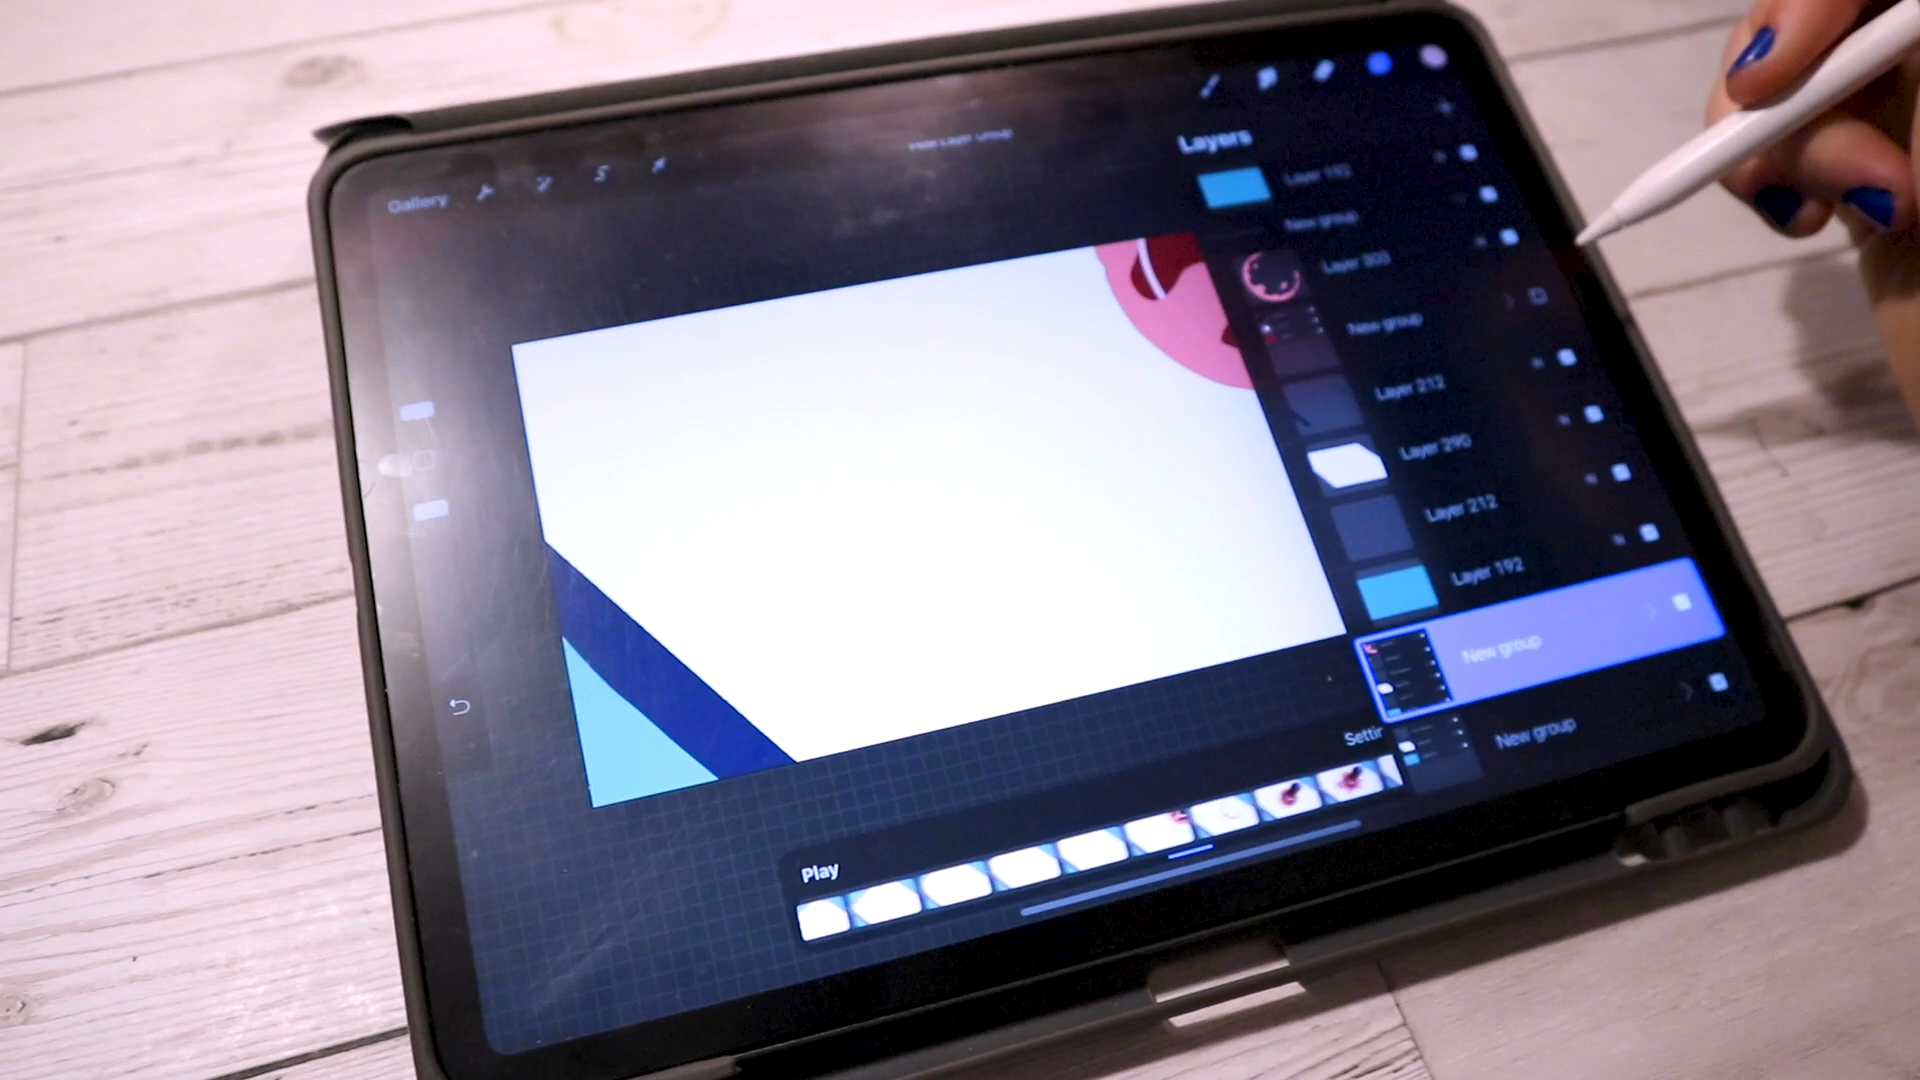 Gallery
Layers
Layer 192
New group
Layer 303
New group
Layer 212
Layer 290
Layer 212
Layer 192
New group
New group
Settin
Play